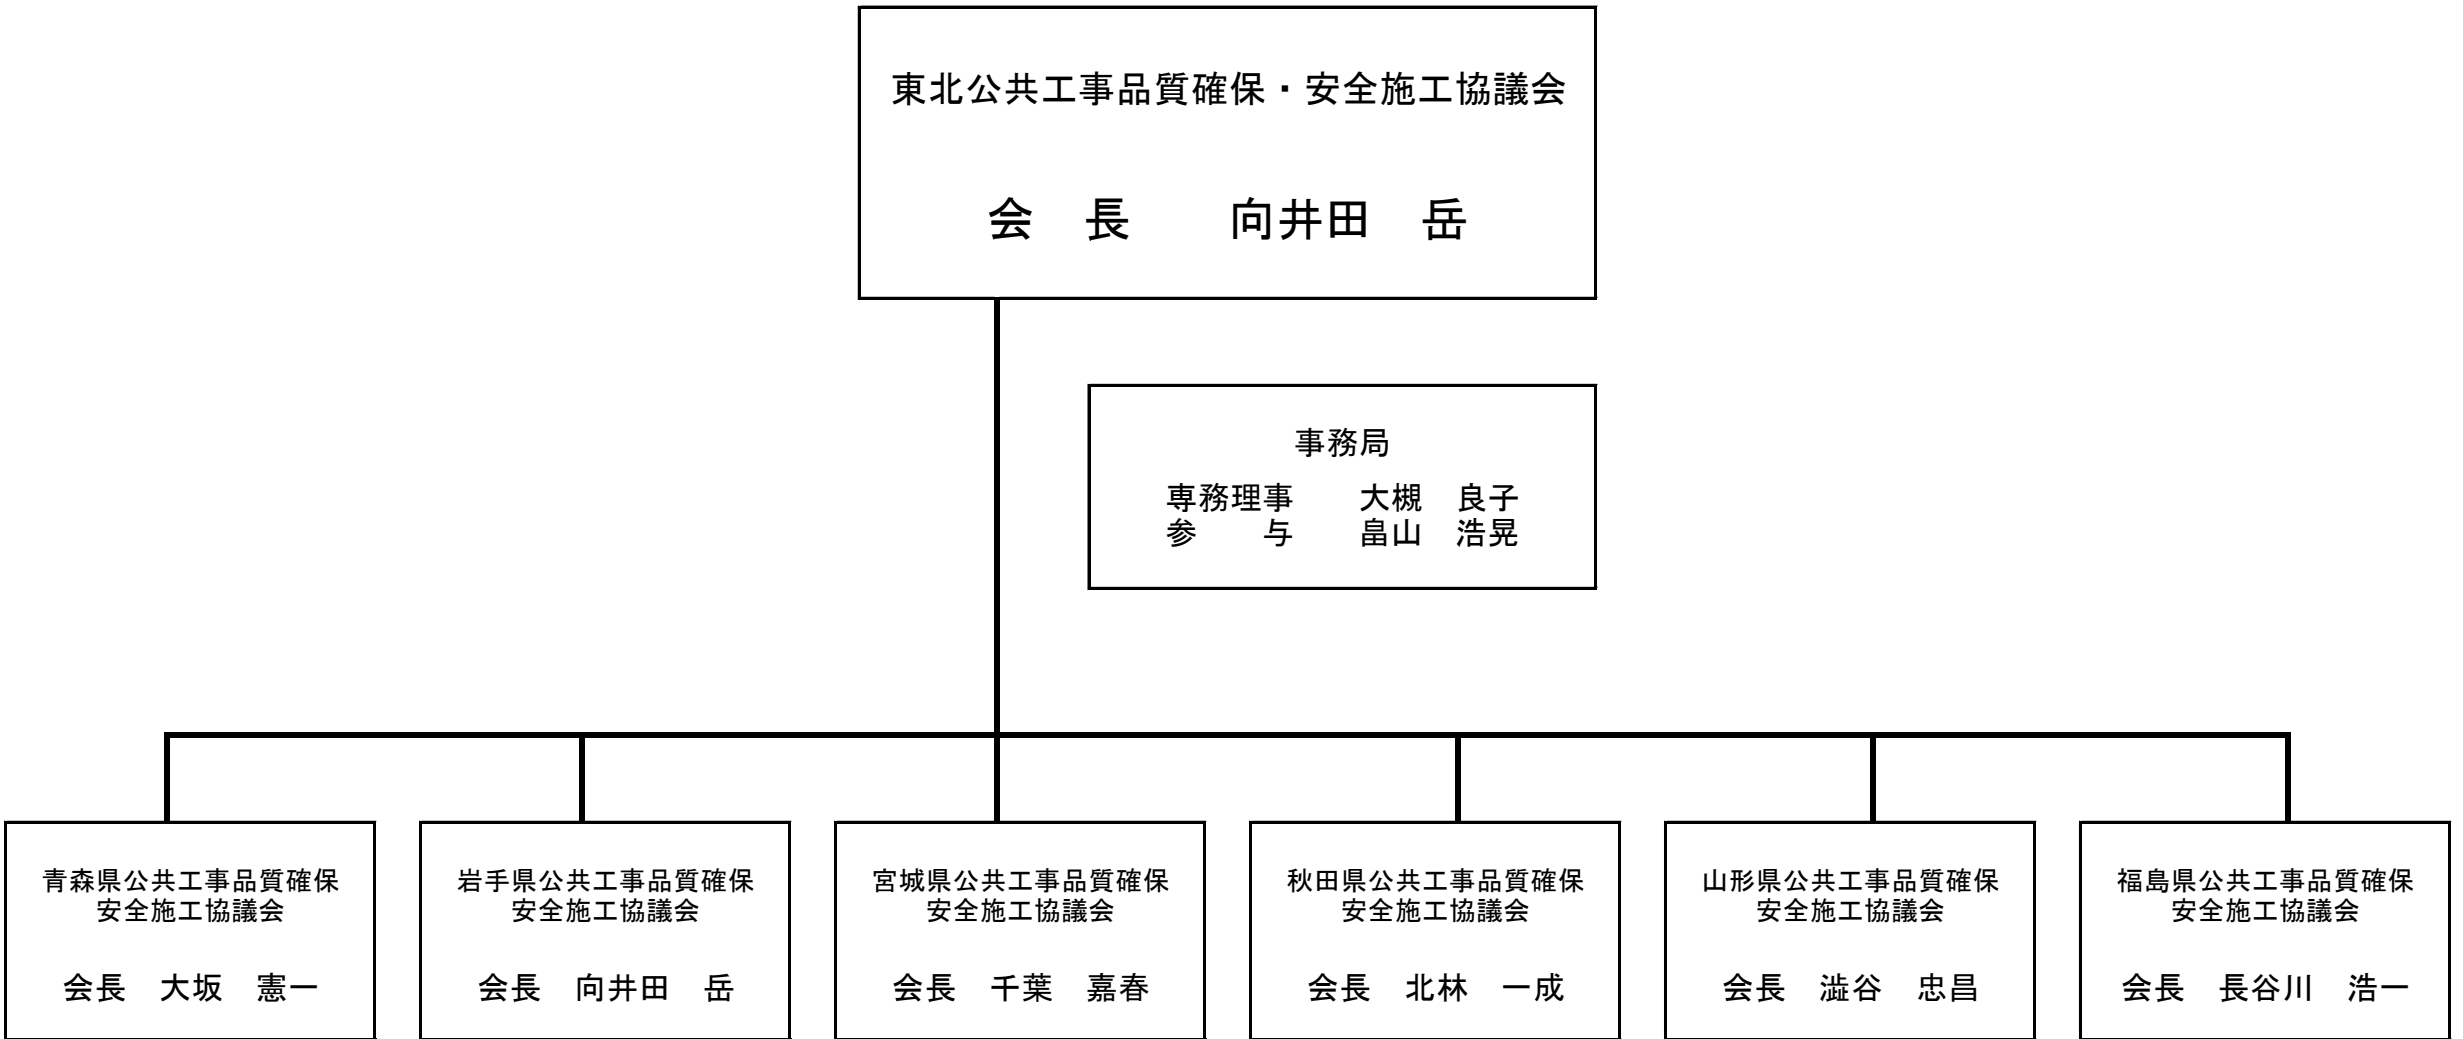 東北公共工事品質確保・安全施工協議会
会　長　　向井田　岳
事務局
専務理事　　大槻　良子
参　　与　　畠山　浩晃
青森県公共工事品質確保
安全施工協議会
会長　大坂　憲一
岩手県公共工事品質確保
安全施工協議会
会長　向井田　岳
宮城県公共工事品質確保
安全施工協議会
会長　千葉　嘉春
秋田県公共工事品質確保
安全施工協議会
会長　北林　一成
山形県公共工事品質確保
安全施工協議会
会長　澁谷　忠昌
福島県公共工事品質確保
安全施工協議会
会長　長谷川　浩一